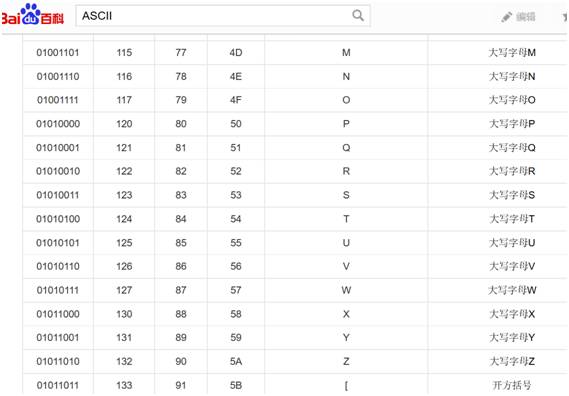 Bai du 百科 ASCII 编辑
01001101 115 77 4D M 大写字母M
01001110 116 78 4E N 大写字母N
01001111 117 79 4F O 大写字母O
01010000 120 80 50 P 大写字母P
01010001 121 81 51 Q 大写字母Q
01010010 122 82 52 R 大写字母R
01010011 123 83 53 S 大写字母S
01010100 124 84 54 T 大写字母T
01010101 125 85 55 U 大写字母U
01010110 126 86 56 V 大写字母V
01010111 127 87 57 W 大写字母W
01011000 130 88 58 X 大写字母X
01011001 131 89 59 Y 大写字母Y
01011010 132 90 5A Z 大写字母Z
01011011 133 91 5B [ 开方括号